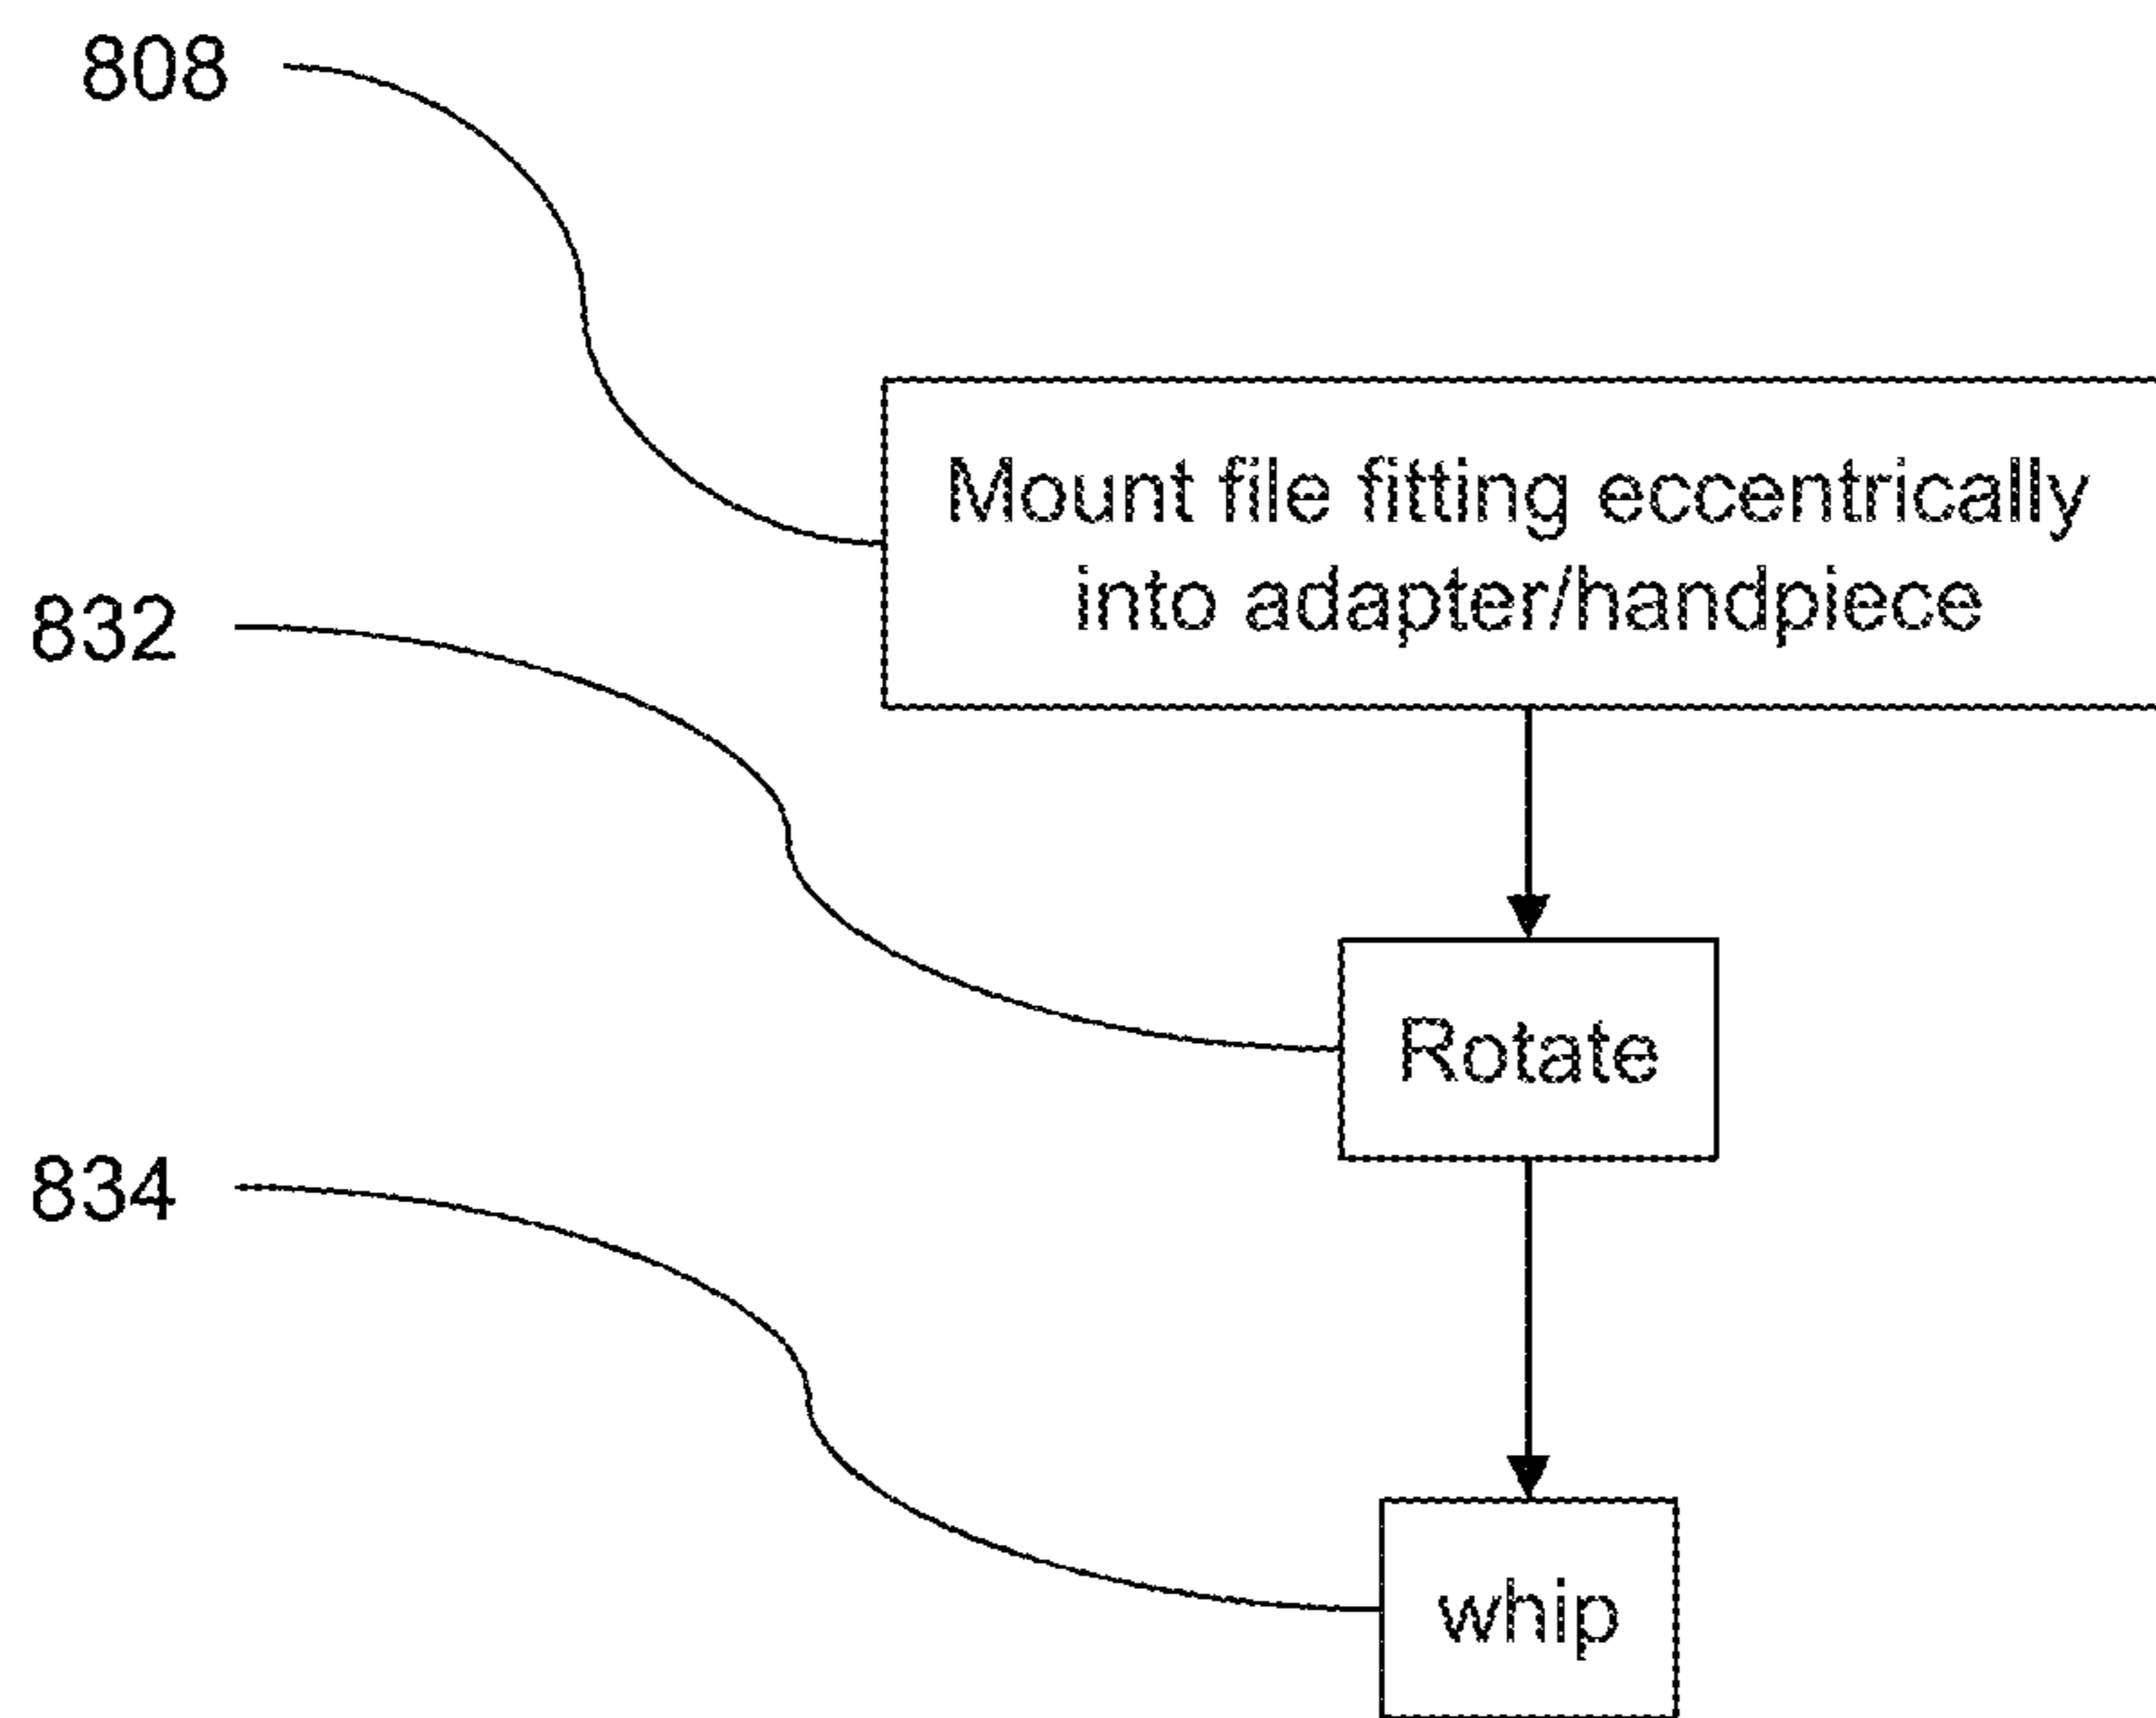 808
Mount file fitting eccentrically
into adapter/handpiece
832
Rotate
834
whip